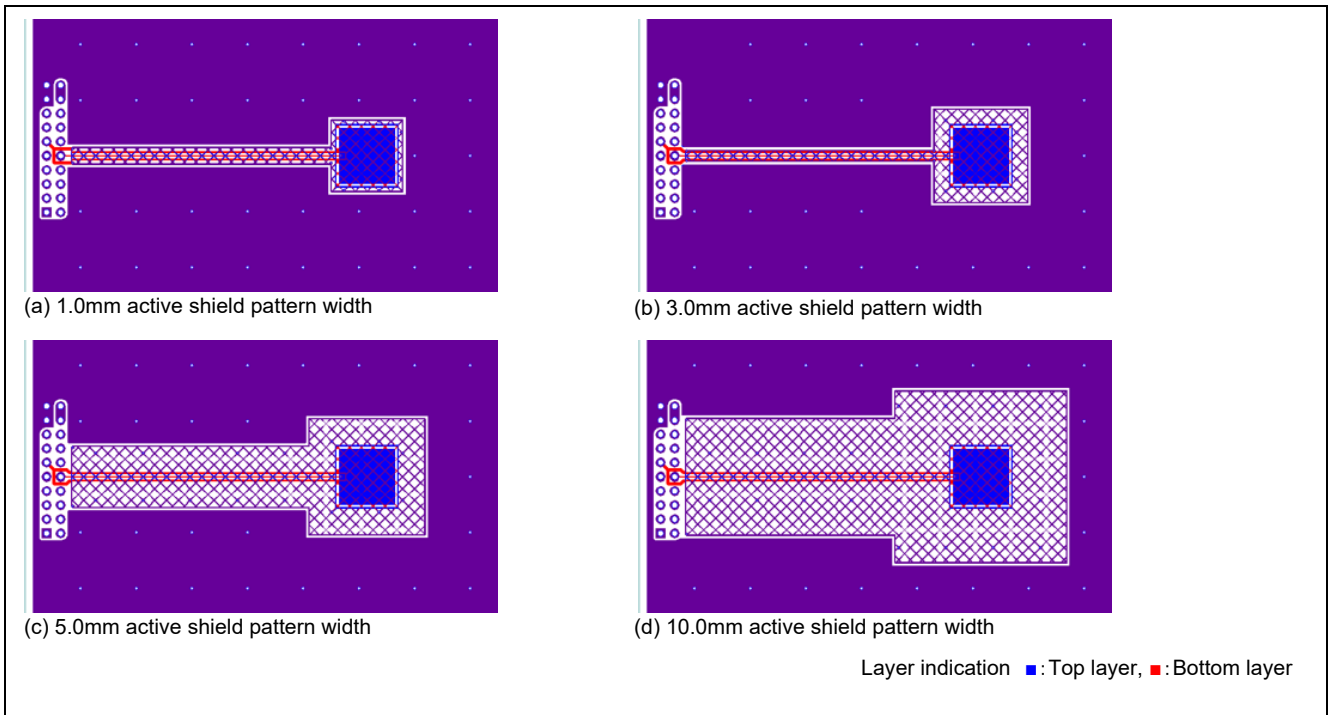 (a) 1.0mm active shield pattern width
(b) 3.0mm active shield pattern width
(c) 5.0mm active shield pattern width
(d) 10.0mm active shield pattern width
Layer indication ■: Top layer, ■: Bottom layer